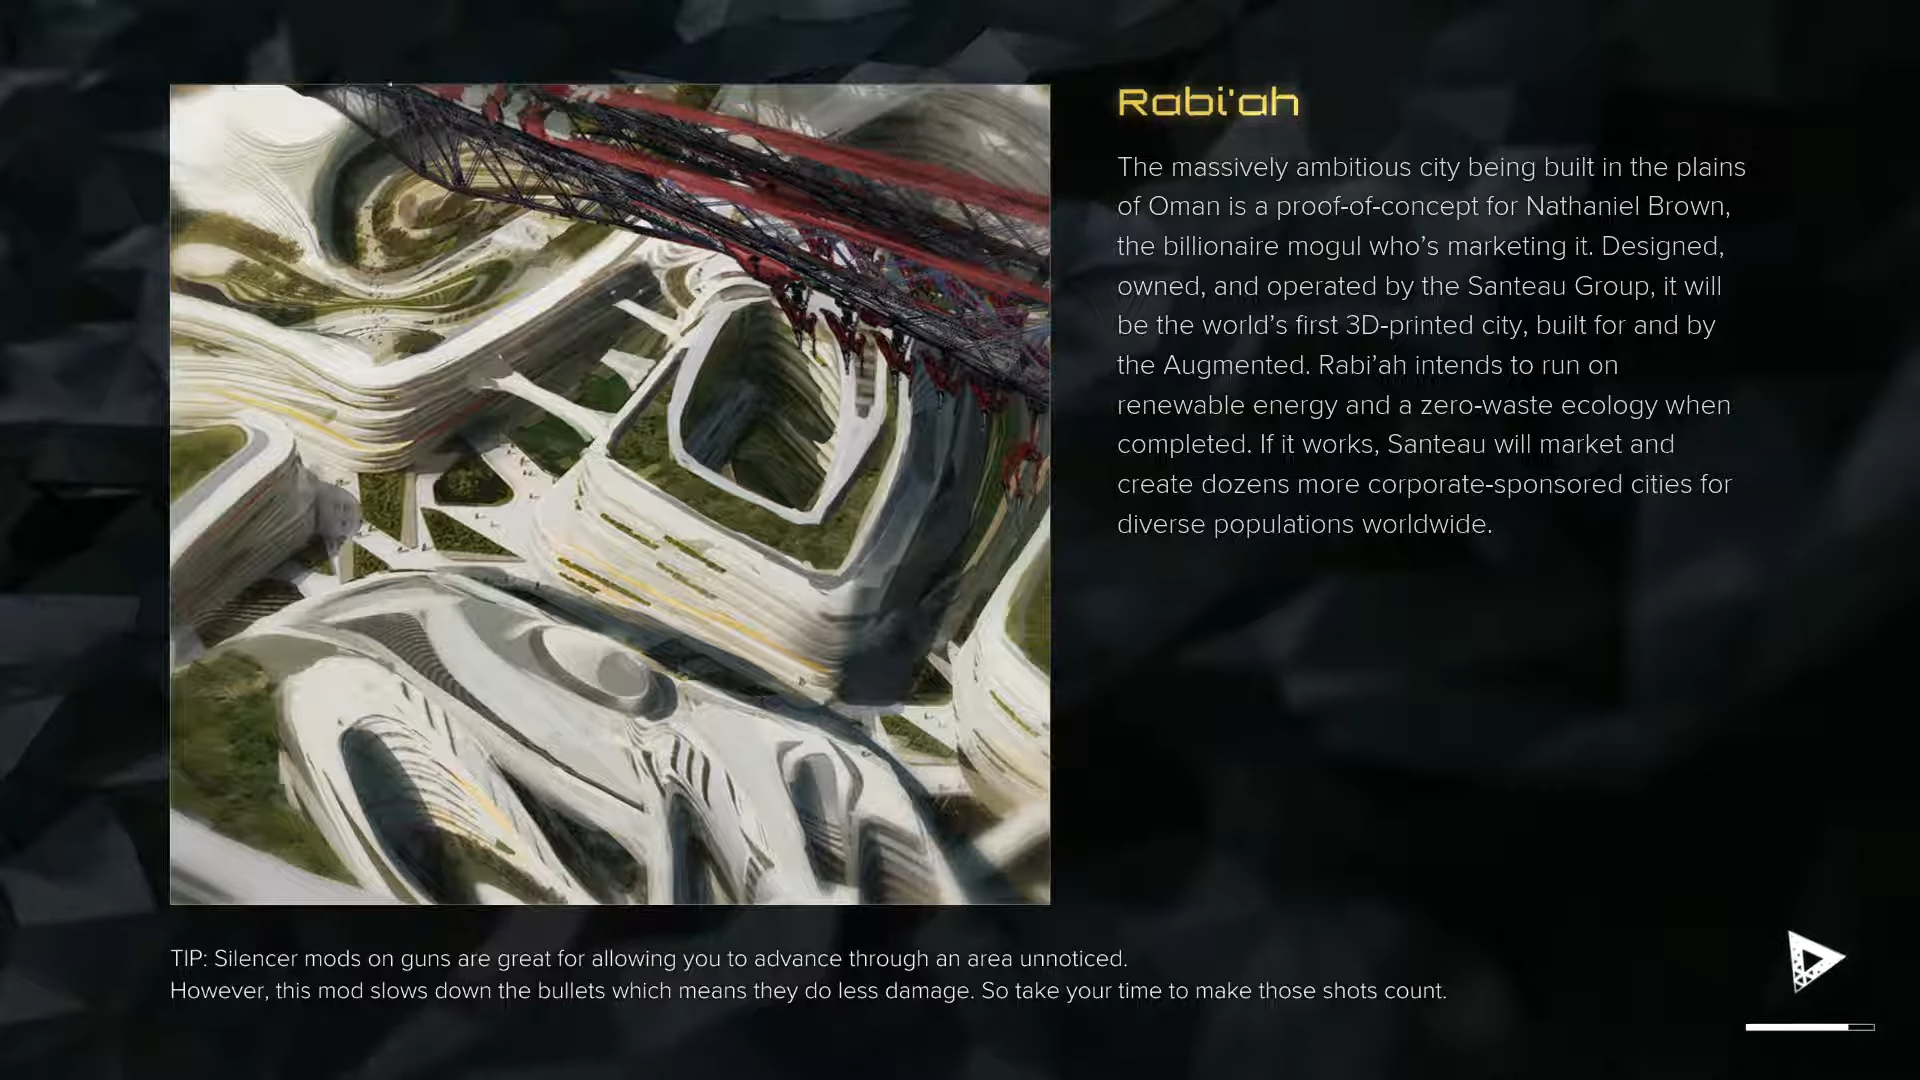 Rabi'ah
The massively ambitious city being built in the plains
of Oman is a proof-of-concept for Nathaniel Brown,
the billionaire mogul who’s marketing it. Designed,
owned, and operated by the Santeau Group, it will
be the world’s first 3D-printed city, built for and by
the Augmented. Rabi’ah intends to run on
renewable energy and a zero-waste ecology when
completed. If it works, Santeau will market and
create dozens more corporate-sponsored cities for
diverse populations worldwide.
TIP: Silencer mods on guns are great for allowing you to advance through an area unnoticed.
However, this mod slows down the bullets which means they do less damage. So take your time to make those shots count.